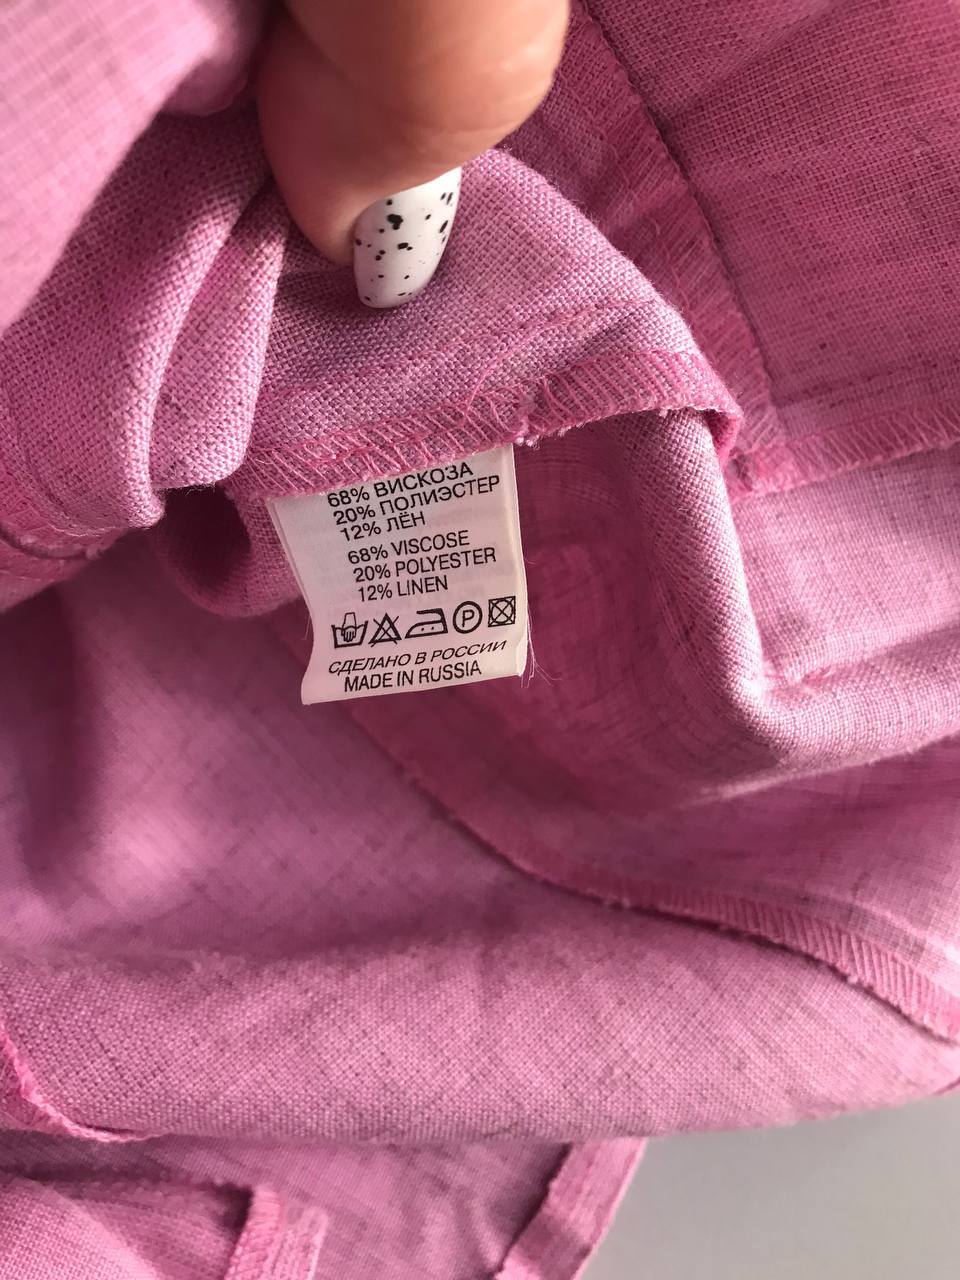 68% ВИСКОЗА
20% ПОЛИЭСТЕР
12% ЛЁН
68% VISCOSE
20% POLYESTER
12% LINEN
P
СДЕЛАНО В РОССИИ
MADE IN RUSSIA